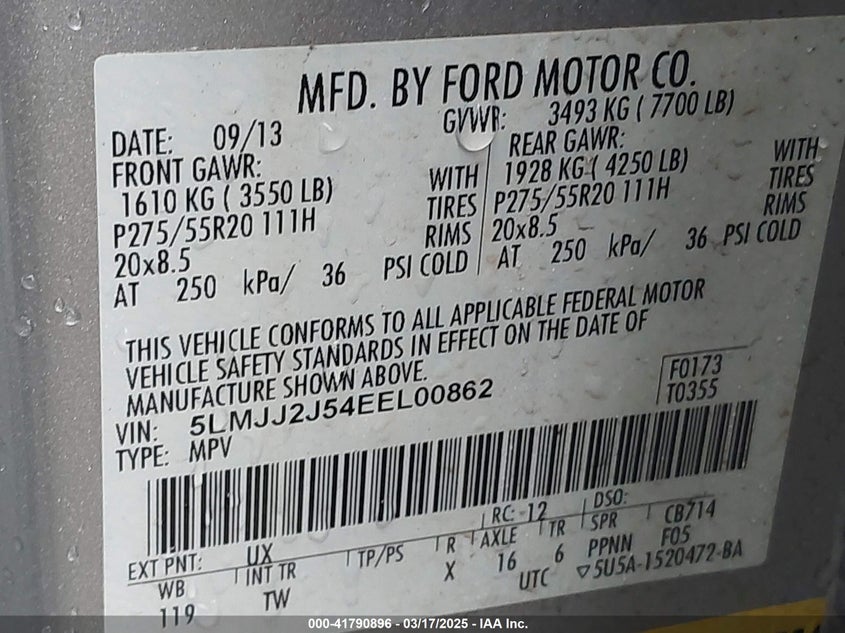 MFD. BY FORD MOTOR CO.
DATE: 09/13 GVWR: 3493 KG ( 7700 LB)
FRONT GAWR: REAR GAWR:
1610 KG ( 3550 LB) WITH 1928 KG ( 4250 LB) WITH
P275/55R20 111H TIRES P275/55R20 111H TIRES
20x8.5 RIMS 20x8.5 RIMS
AT 250 kPa/ 36 PSI COLD AT 250 kPa/ 36 PSI COLD
THIS VEHICLE CONFORMS TO ALL APPLICABLE FEDERAL MOTOR
VEHICLE SAFETY STANDARDS IN EFFECT ON THE DATE OF
MANUFACTURE SHOWN ABOVE.
VIN: 5LMJJ2J54EEL00862 F0173
TYPE: MPV T0355
EXT PNT: UX RC: 12 DSO:
WB INT TR TP/PS R AXLE TR SPR CB714
119 TW X 16 6 PPNN F05
UTC ▽5U5A-1520472-BA
000-41790896 - 03/17/2025 - IAA Inc.